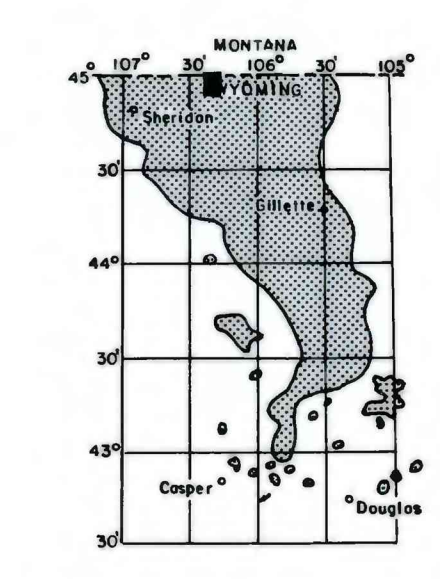 MONTANA
107° 30' 106° 30' 105°
45°
WYOMING
Sheridan
30'
Gillette
44°
30'
43°
Casper
Douglas
30'